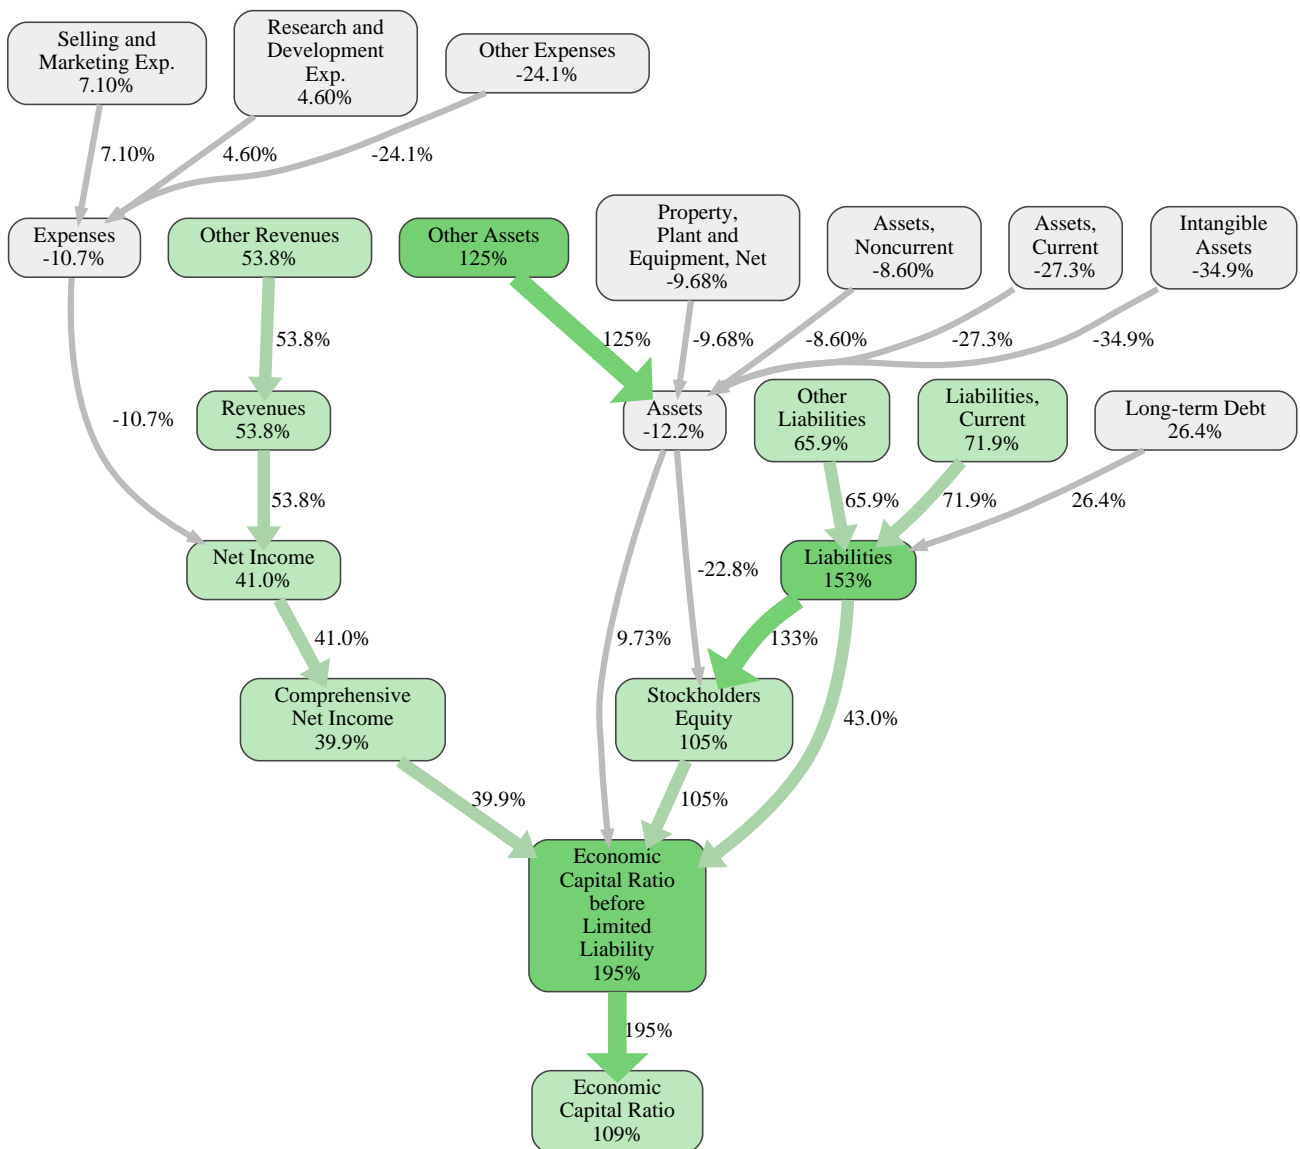 Selling and
Marketing Exp.
7.10%
Research and
Development
Exp.
4.60%
Other Expenses
-24.1%
7.10%
4.60%
-24.1%
Expenses
-10.7%
Other Revenues
53.8%
Other Assets
125%
Property,
Plant and
Equipment, Net
-9.68%
Assets,
Noncurrent
-8.60%
Assets,
Current
-27.3%
Intangible
Assets
-34.9%
53.8%
125%
-9.68%
-8.60%
-27.3%
-34.9%
-10.7%
Revenues
53.8%
Assets
-12.2%
Other
Liabilities
65.9%
Liabilities,
Current
71.9%
Long-term Debt
26.4%
53.8%
65.9%
71.9%
26.4%
Net Income
41.0%
-22.8%
Liabilities
153%
41.0%
9.73%
133%
Comprehensive
Net Income
39.9%
Stockholders
Equity
105%
43.0%
39.9%
105%
Economic
Capital Ratio
before
Limited
Liability
195%
195%
Economic
Capital Ratio
109%